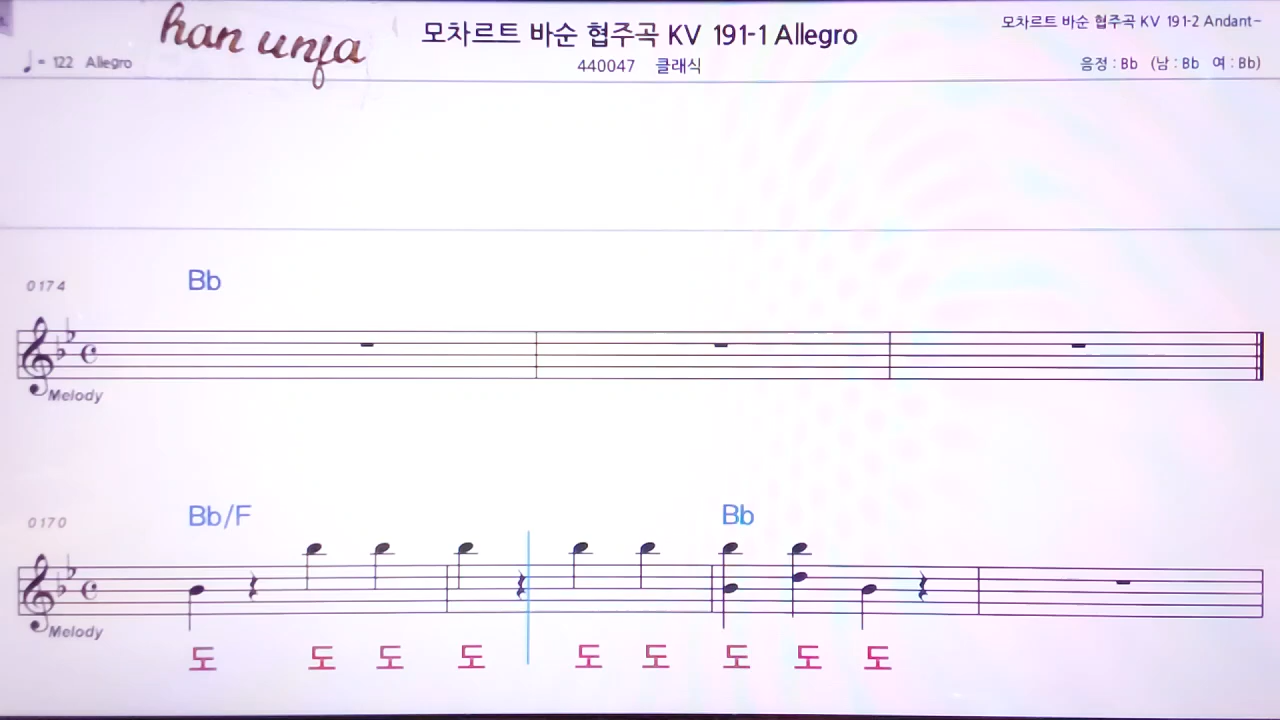 han unja
모차르트 바순 협주곡 KV 191-1 Allegro
모차르트 바순 협주곡 KV 191-2 Andant~
♩ = 122 Allegro
440047 클래식
음정 : Bb (남 : Bb 여 : Bb)
0174
Bb
Melody
0170
Bb/F Bb
Melody
도 도 도 도 도 도 도 도 도